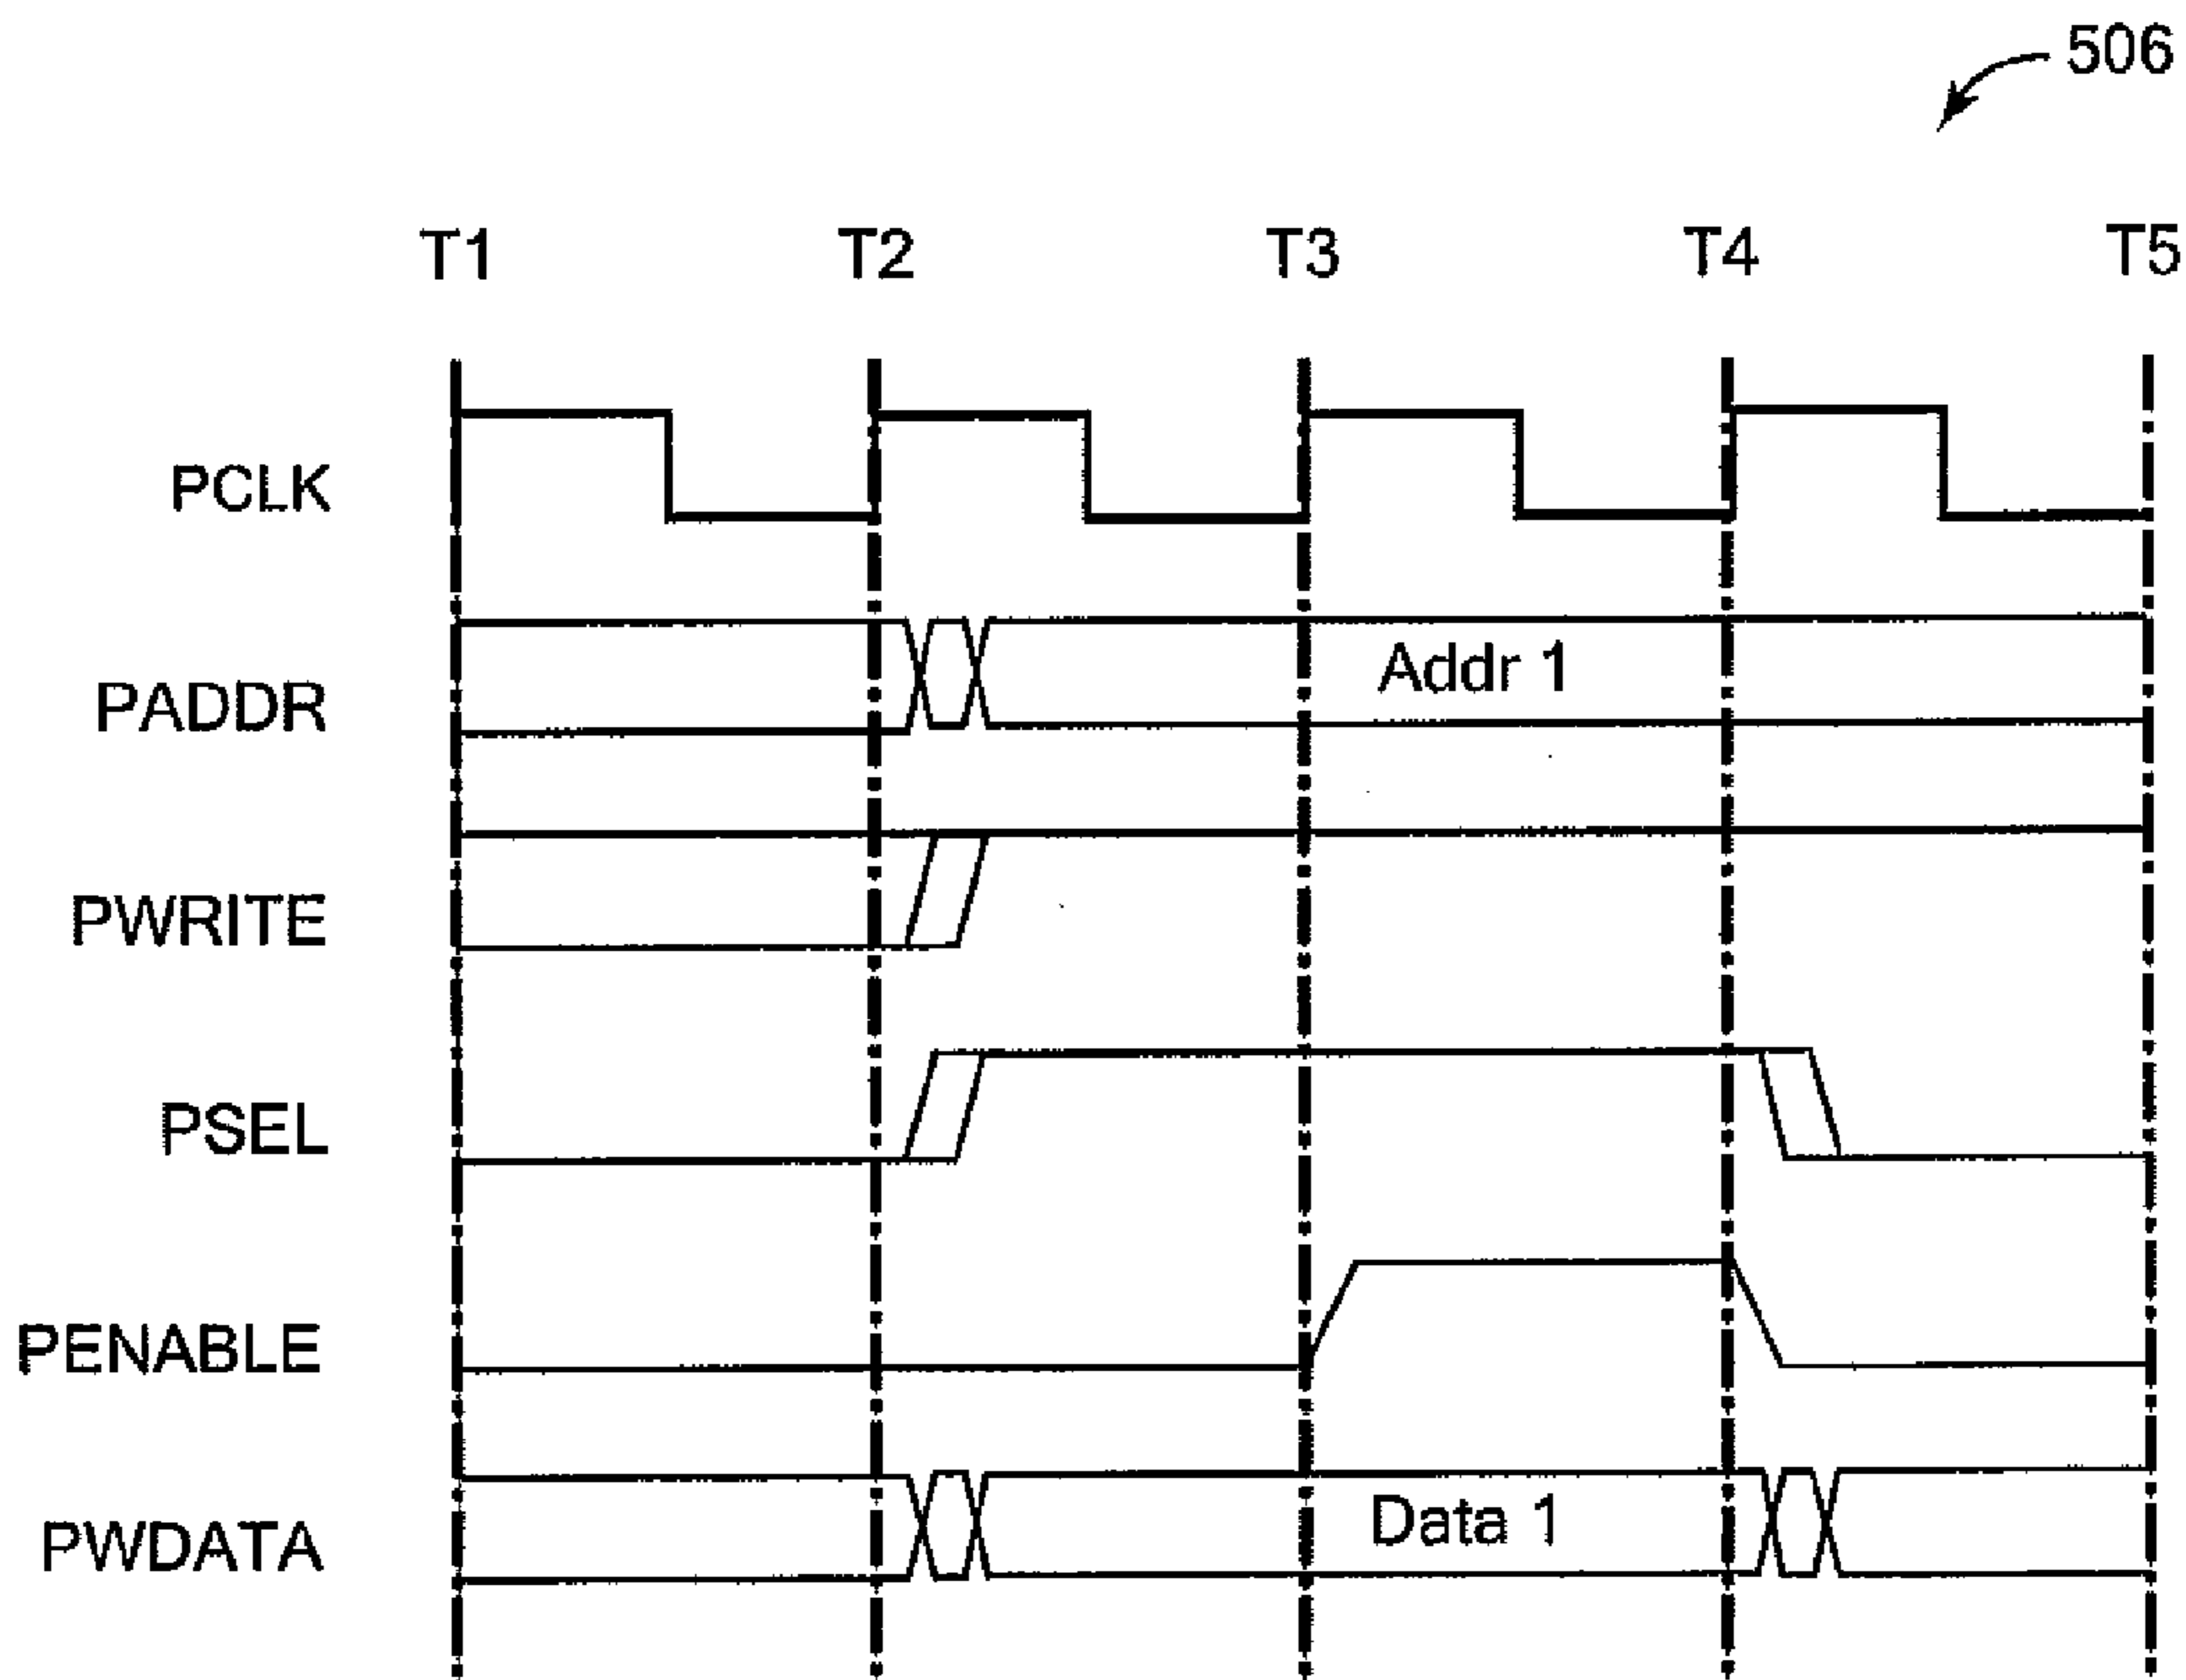 506
T1 T2 T3 T4 T5
PCLK
PADDR Addr 1
PWRITE
PSEL
PENABLE
PWDATA Data 1